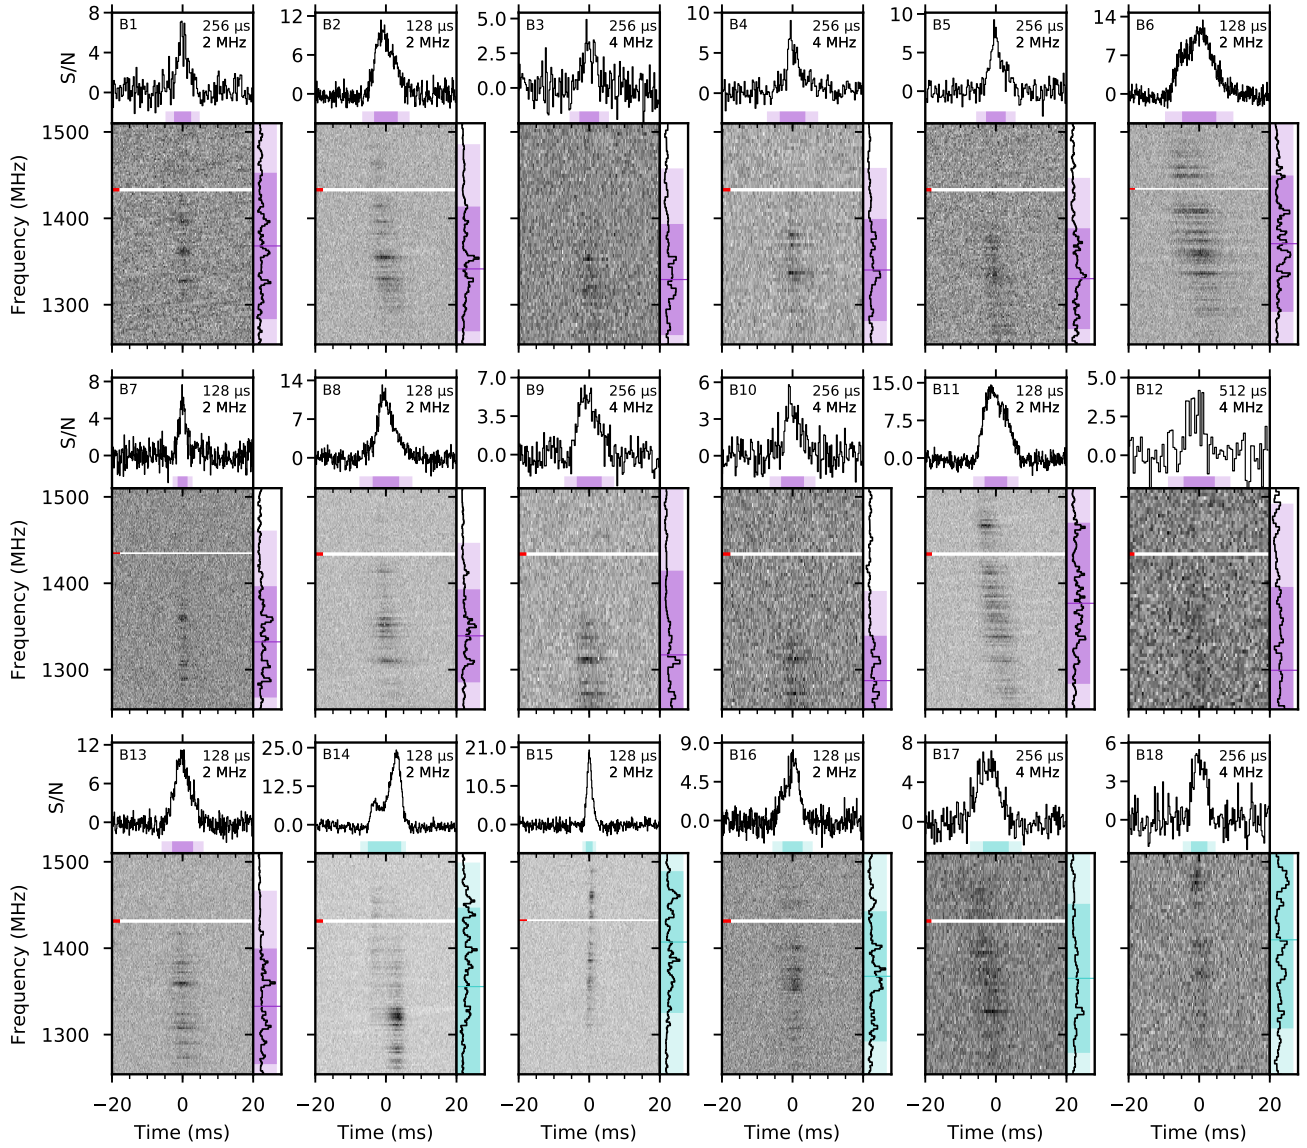 B1 256 µs
2 MHz
B2 128 µs
2 MHz
B3 256 µs
4 MHz
B4 256 µs
4 MHz
B5 256 µs
2 MHz
B6 128 µs
2 MHz
S/N
8
4
0
12
6
0
5.0
2.5
0.0
10
5
0
10
5
0
14
7
0
Frequency (MHz)
1500
1400
1300
B7 128 µs
2 MHz
B8 128 µs
2 MHz
B9 256 µs
4 MHz
B10 256 µs
4 MHz
B11 128 µs
2 MHz
B12 512 µs
4 MHz
S/N
8
4
0
14
7
0
7.0
3.5
0.0
6
3
0
15.0
7.5
0.0
5.0
2.5
0.0
Frequency (MHz)
1500
1400
1300
B13 128 µs
2 MHz
B14 128 µs
2 MHz
B15 128 µs
2 MHz
B16 128 µs
2 MHz
B17 256 µs
4 MHz
B18 256 µs
4 MHz
S/N
12
6
0
25.0
12.5
0.0
21.0
10.5
0.0
9.0
4.5
0.0
8
4
0
6
3
0
Frequency (MHz)
1500
1400
1300
−20 0 20
−20 0 20
−20 0 20
−20 0 20
−20 0 20
−20 0 20
Time (ms)
Time (ms)
Time (ms)
Time (ms)
Time (ms)
Time (ms)